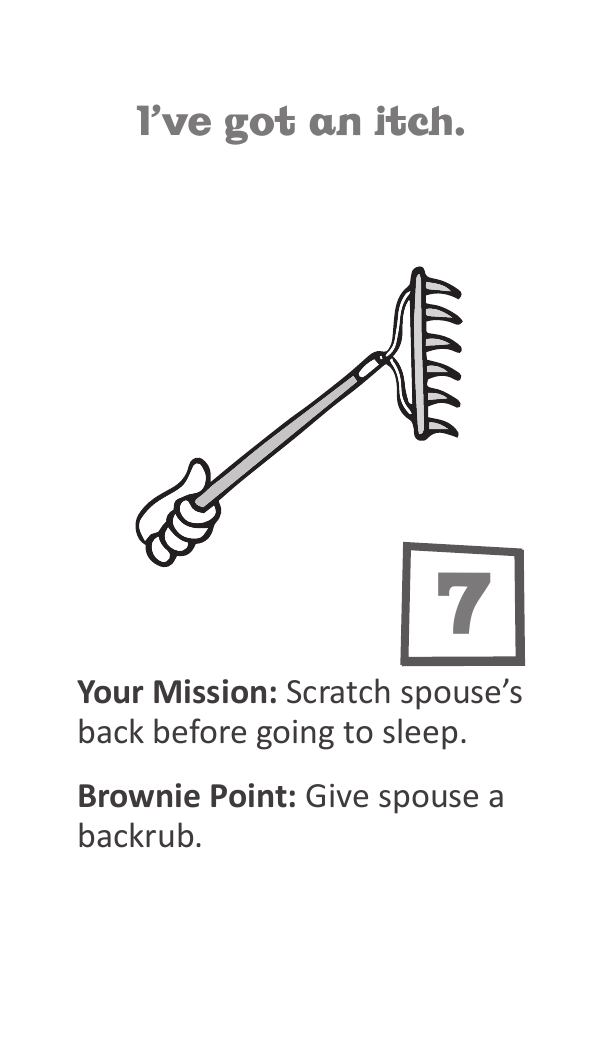 I've got an itch.
7
Your Mission: Scratch spouse's
back before going to sleep.
Brownie Point: Give spouse a
backrub.